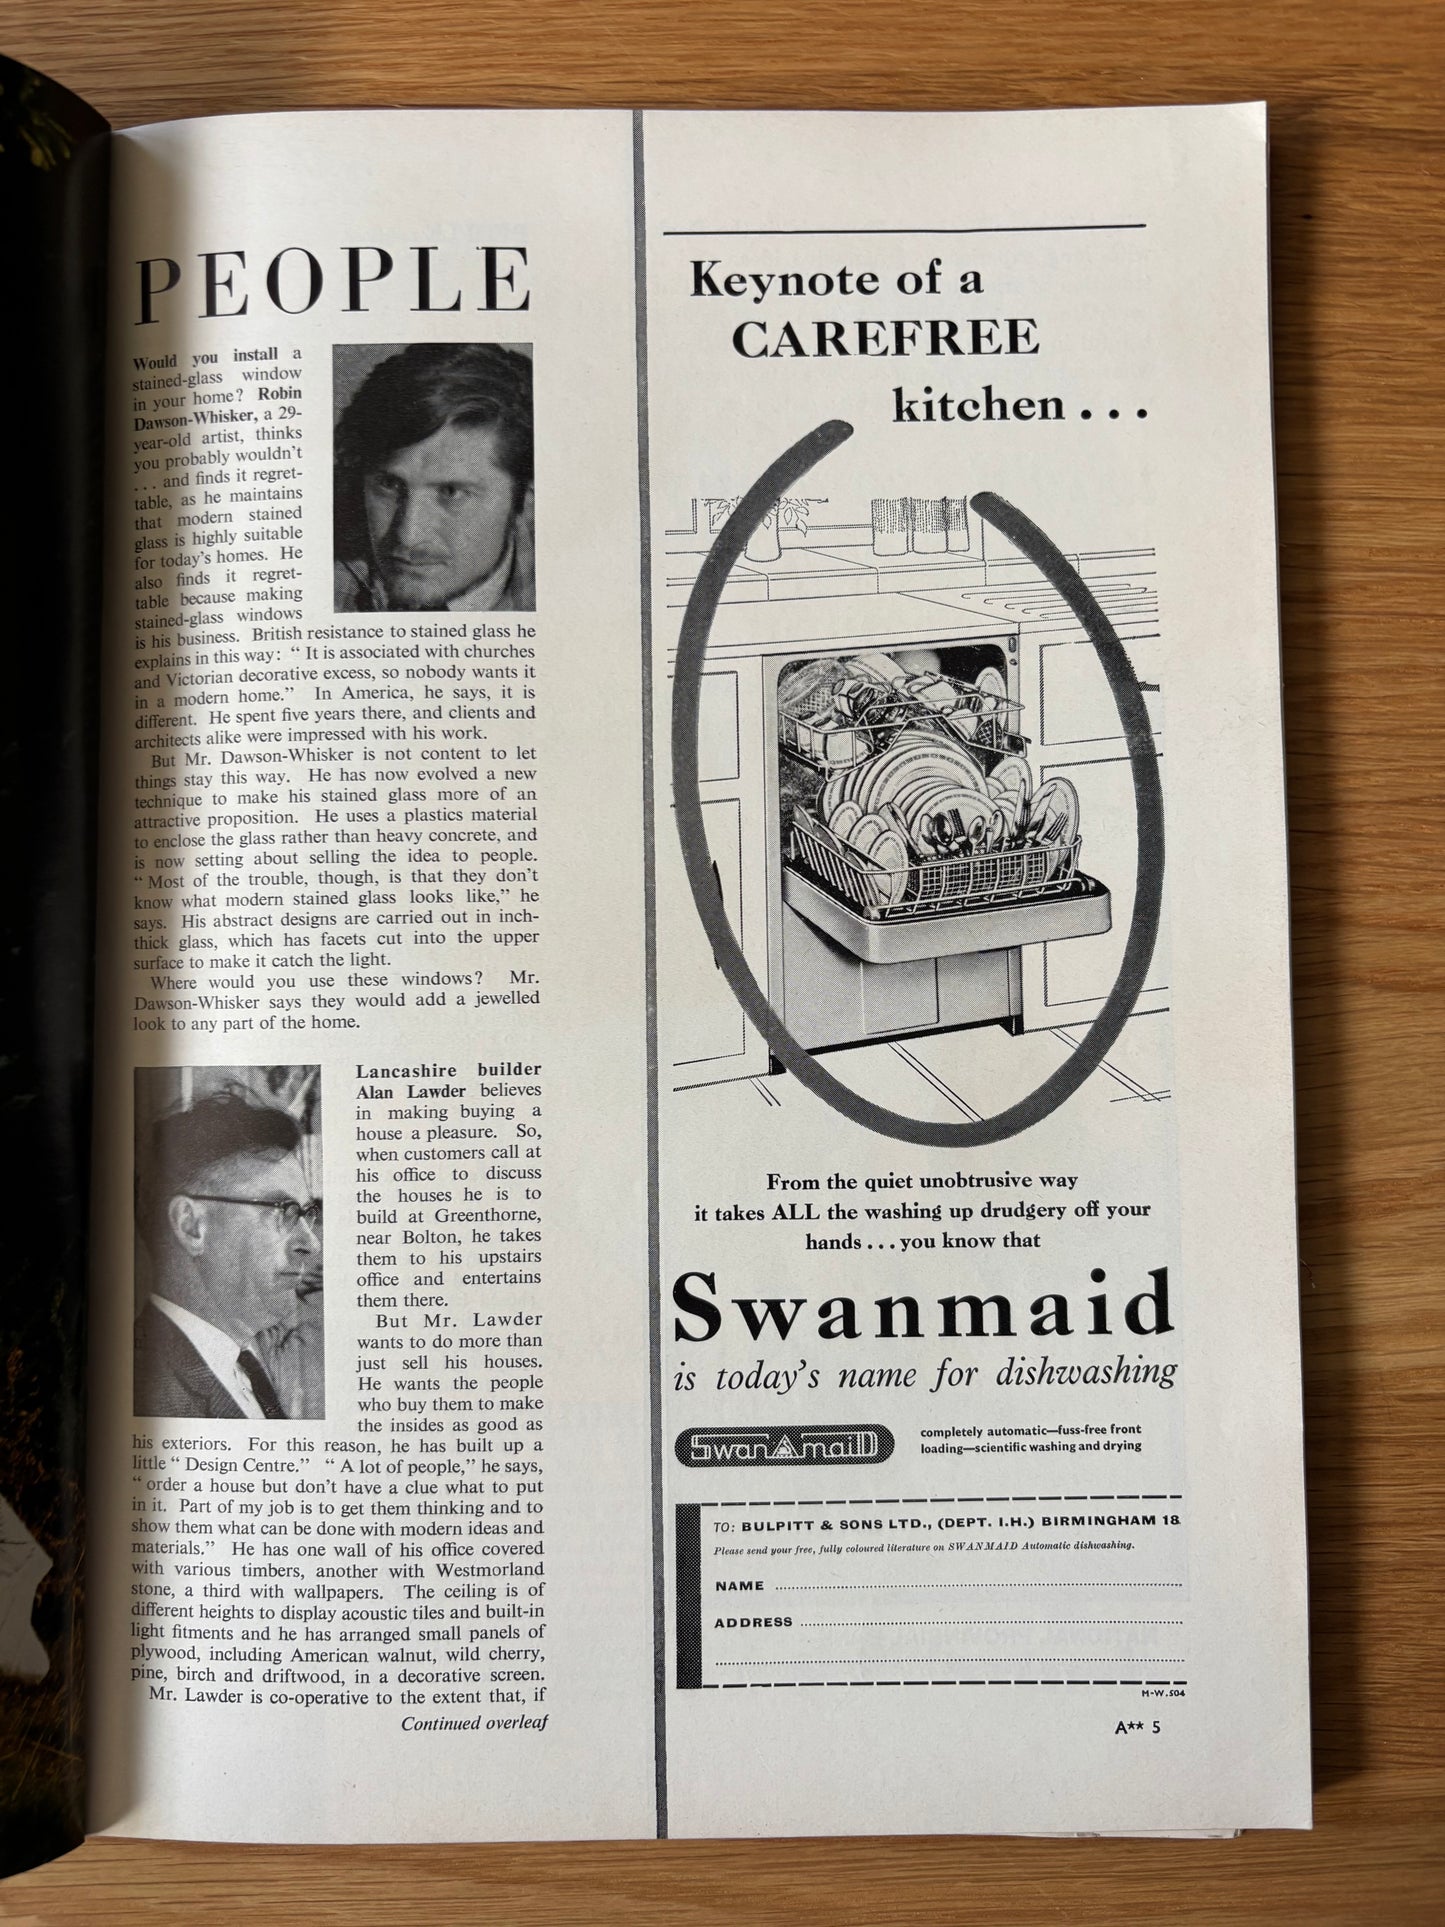 PEOPLE
Would you install a
stained-glass window
in your home? Robin
Dawson-Whisker, a 29-
year-old artist, thinks
you probably wouldn't
... and finds it regret-
table, as he maintains
that modern stained
glass is highly suitable
for today's homes. He
also finds it regret-
table because making
stained-glass windows
is his business. British resistance to stained glass he
explains in this way: “ It is associated with churches
and Victorian decorative excess, so nobody wants it
in a modern home.” In America, he says, it is
different. He spent five years there, and clients and
architects alike were impressed with his work.
But Mr. Dawson-Whisker is not content to let
things stay this way. He has now evolved a new
technique to make his stained glass more of an
attractive proposition. He uses a plastics material
to enclose the glass rather than heavy concrete, and
is now setting about selling the idea to people.
“ Most of the trouble, though, is that they don't
know what modern stained glass looks like,” he
says. His abstract designs are carried out in inch-
thick glass, which has facets cut into the upper
surface to make it catch the light.
Where would you use these windows? Mr.
Dawson-Whisker says they would add a jewelled
look to any part of the home.
Lancashire builder
Alan Lawder believes
in making buying a
house a pleasure. So,
when customers call at
his office to discuss
the houses he is to
build at Greenthorne,
near Bolton, he takes
them to his upstairs
office and entertains
them there.
But Mr. Lawder
wants to do more than
just sell his houses.
He wants the people
who buy them to make
the insides as good as
his exteriors. For this reason, he has built up a
little “ Design Centre.” “ A lot of people,” he says,
“ order a house but don't have a clue what to put
in it. Part of my job is to get them thinking and to
show them what can be done with modern ideas and
materials.” He has one wall of his office covered
with various timbers, another with Westmorland
stone, a third with wallpapers. The ceiling is of
different heights to display acoustic tiles and built-in
light fitments and he has arranged small panels of
plywood, including American walnut, wild cherry,
pine, birch and driftwood, in a decorative screen.
Mr. Lawder is co-operative to the extent that, if
Continued overleaf
Keynote of a
CAREFREE
kitchen...
From the quiet unobtrusive way
it takes ALL the washing up drudgery off your
hands...you know that
Swanmaid
is today's name for dishwashing
SwanmaiD
completely automatic—fuss-free front
loading—scientific washing and drying
TO: BULPITT & SONS LTD., (DEPT. I.H.) BIRMINGHAM 18
Please send your free, fully coloured literature on SWANMAID Automatic dishwashing.
NAME
ADDRESS
M-W.504
A** 5